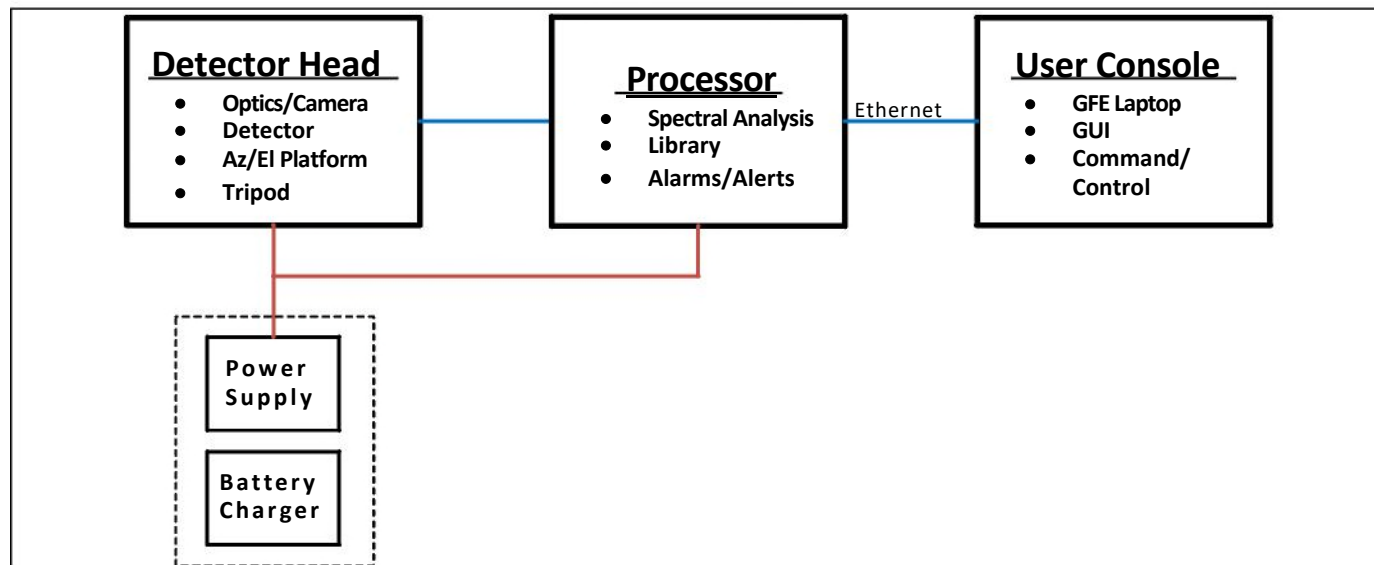 Detector Head
● Optics/Camera
● Detector
● Az/El Platform
● Tripod
Processor
● Spectral Analysis
● Library
● Alarms/Alerts
Ethernet
User Console
● GFE Laptop
● GUI
● Command/
Control
Power
Supply
Battery
Charger